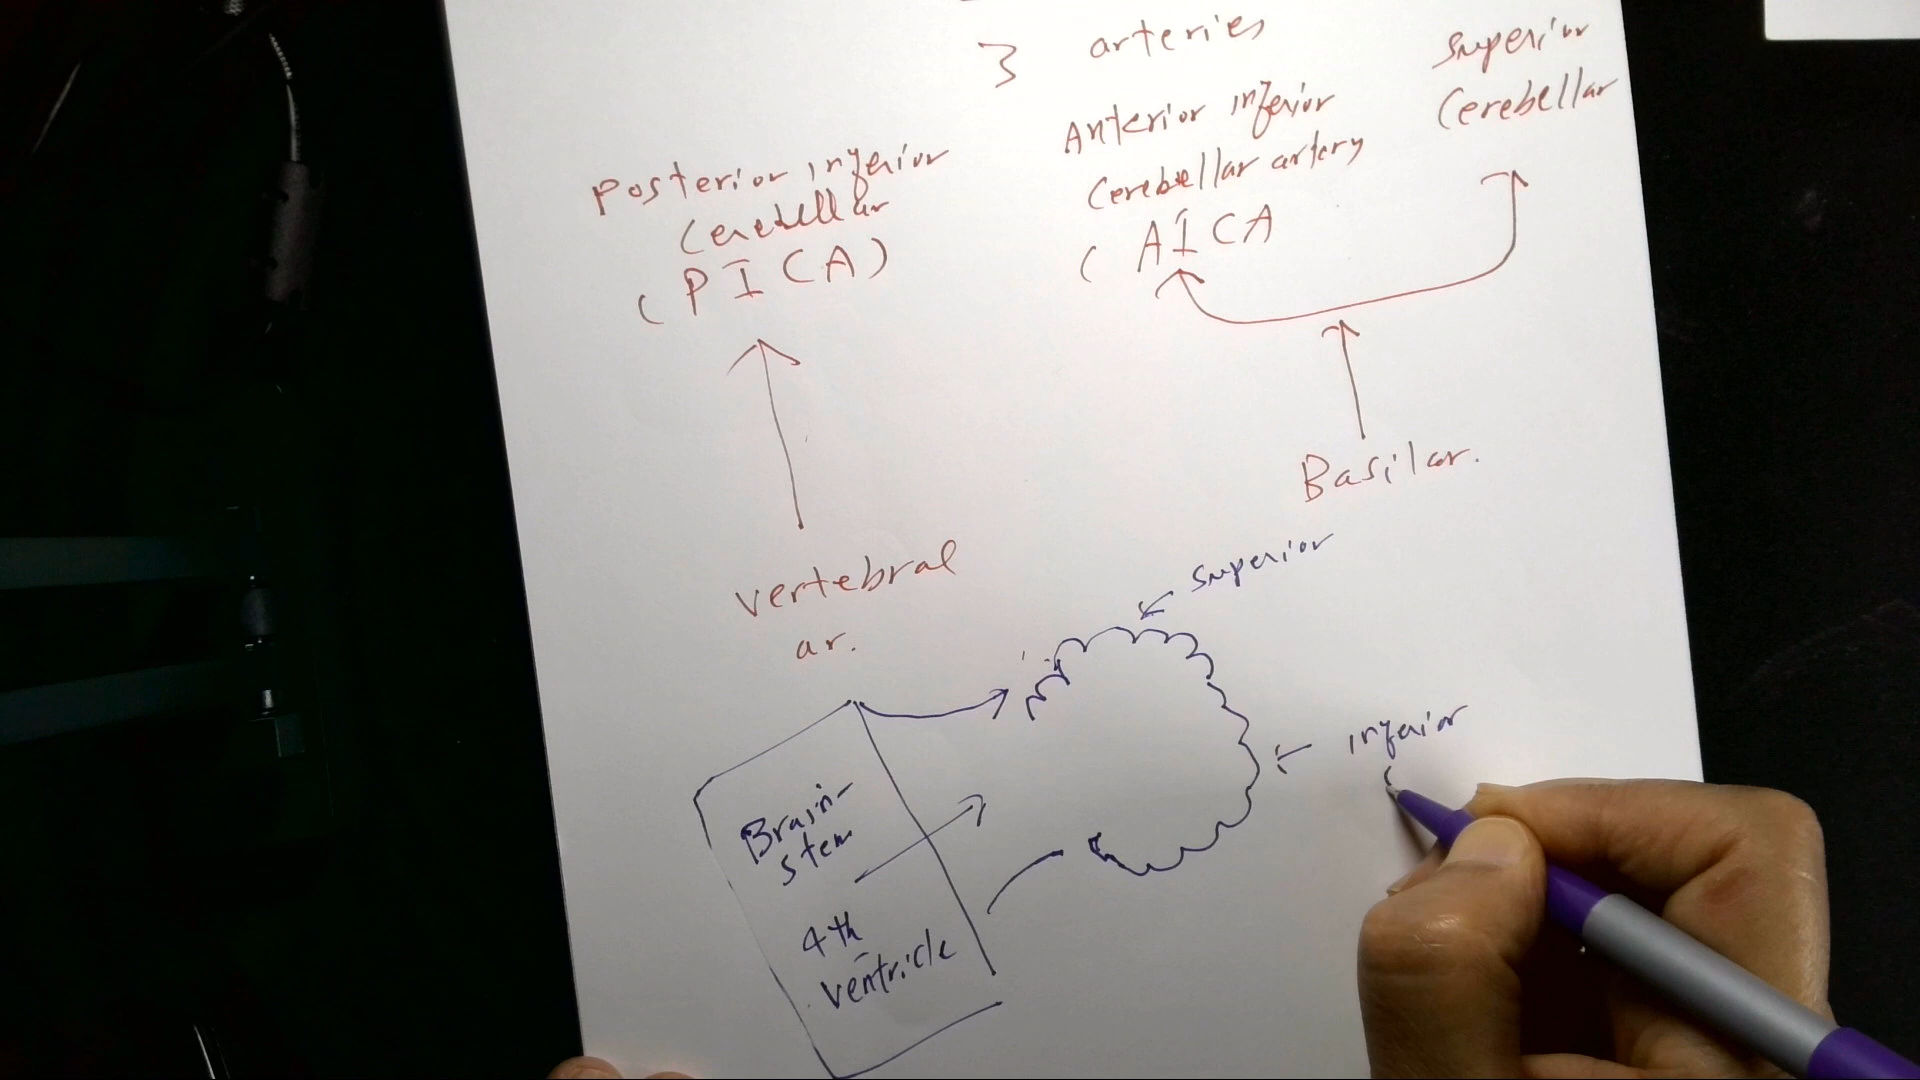 3 arteries
Posterior inferior
Cerebellar
(PICA)
Anterior inferior
Cerebellar artery
(AICA
Superior
Cerebellar
vertebral
ar.
Basilar.
superior
inferior
Brain-
stem
4th
ventricle